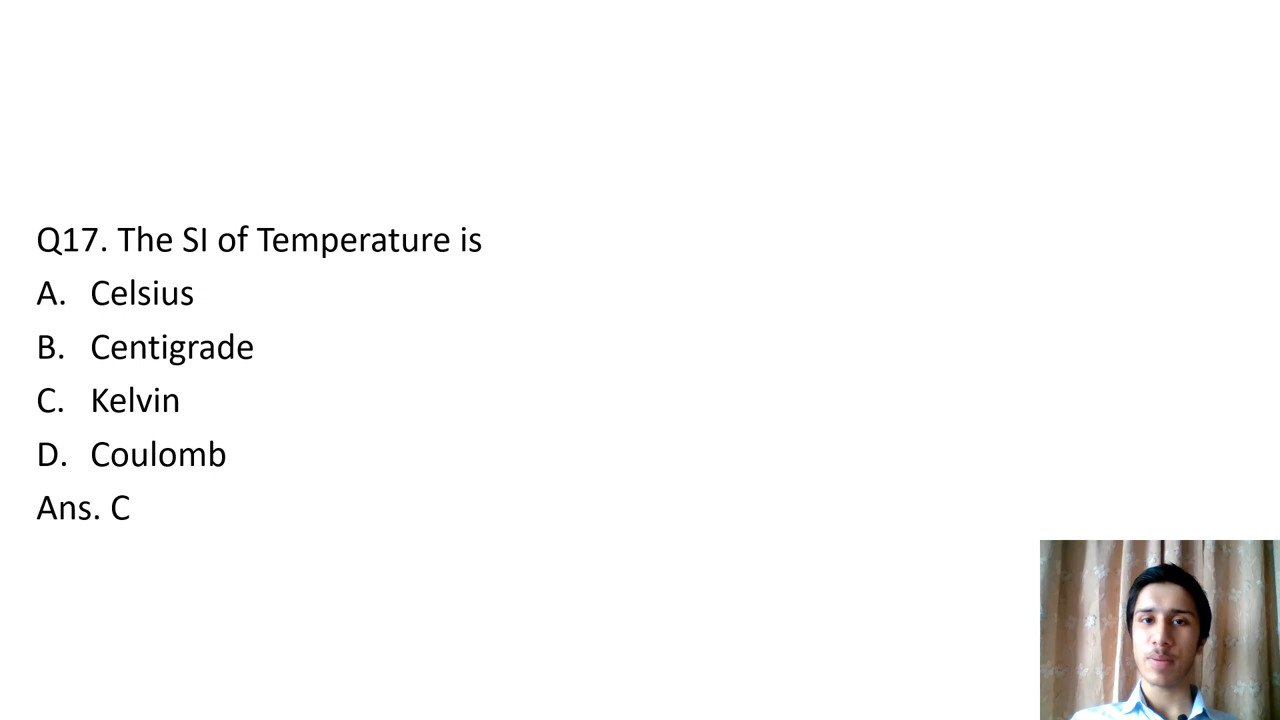 Q17. The SI of Temperature is
A. Celsius
B. Centigrade
C. Kelvin
D. Coulomb
Ans. C